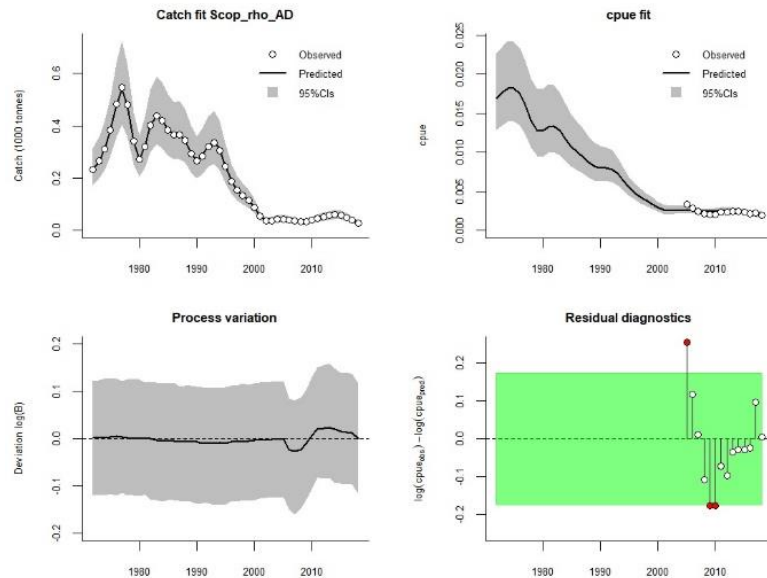 Catch fit Scop_rho_AD
Observed
Predicted
95%CIs
Catch (1000 tonnes)
0.6
0.4
0.2
0.0
1980 1990 2000 2010
cpue fit
Observed
Predicted
95%CIs
cpue
0.025
0.020
0.015
0.010
0.005
0.000
1980 1990 2000 2010
Process variation
Deviation log(B)
0.2
0.1
0.0
-0.1
-0.2
1980 1990 2000 2010
Residual diagnostics
log(cpueobs) − log(cpuepred)
0.2
0.1
0.0
-0.1
-0.2
1980 1990 2000 2010